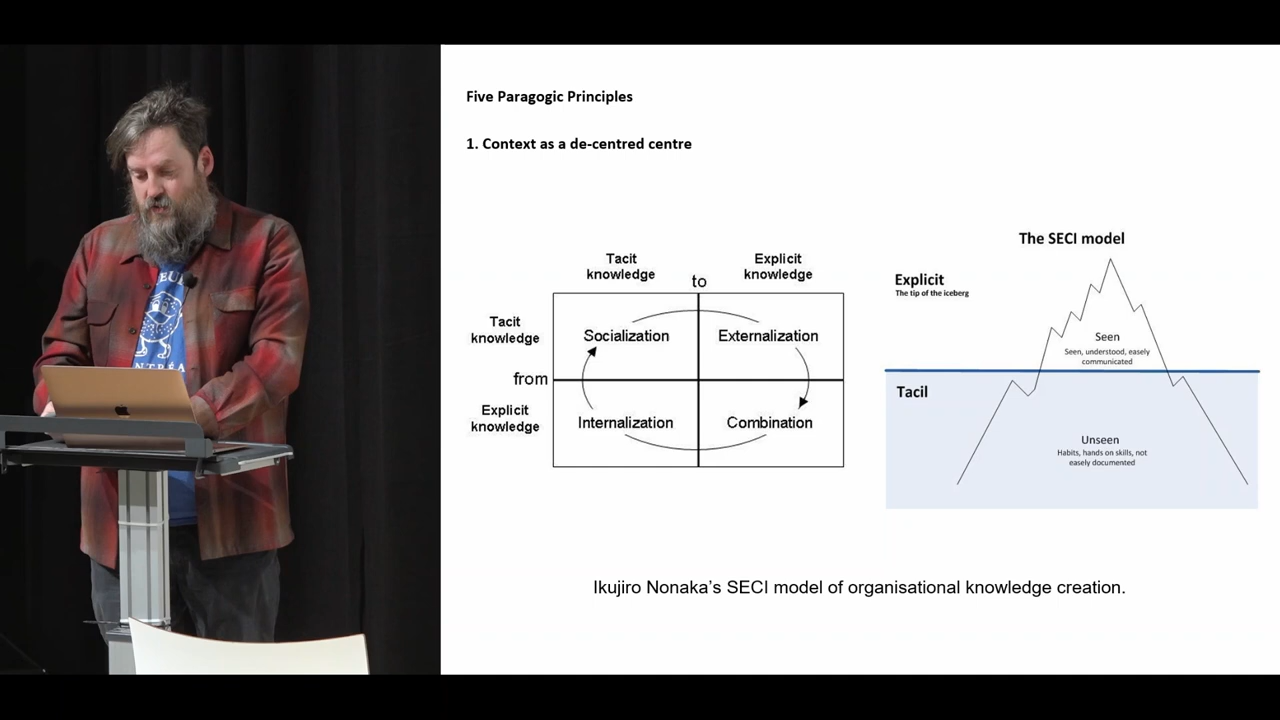 Five Paragogic Principles
1. Context as a de-centred centre
Tacit
knowledge
to
Explicit
knowledge
Tacit
knowledge
Socialization
Externalization
from
Explicit
knowledge
Internalization
Combination
The SECI model
Explicit
The tip of the iceberg
Seen
Seen, understood, easely
communicated
Tacil
Unseen
Habits, hands on skills, not
easely documented
Ikujiro Nonaka's SECI model of organisational knowledge creation.